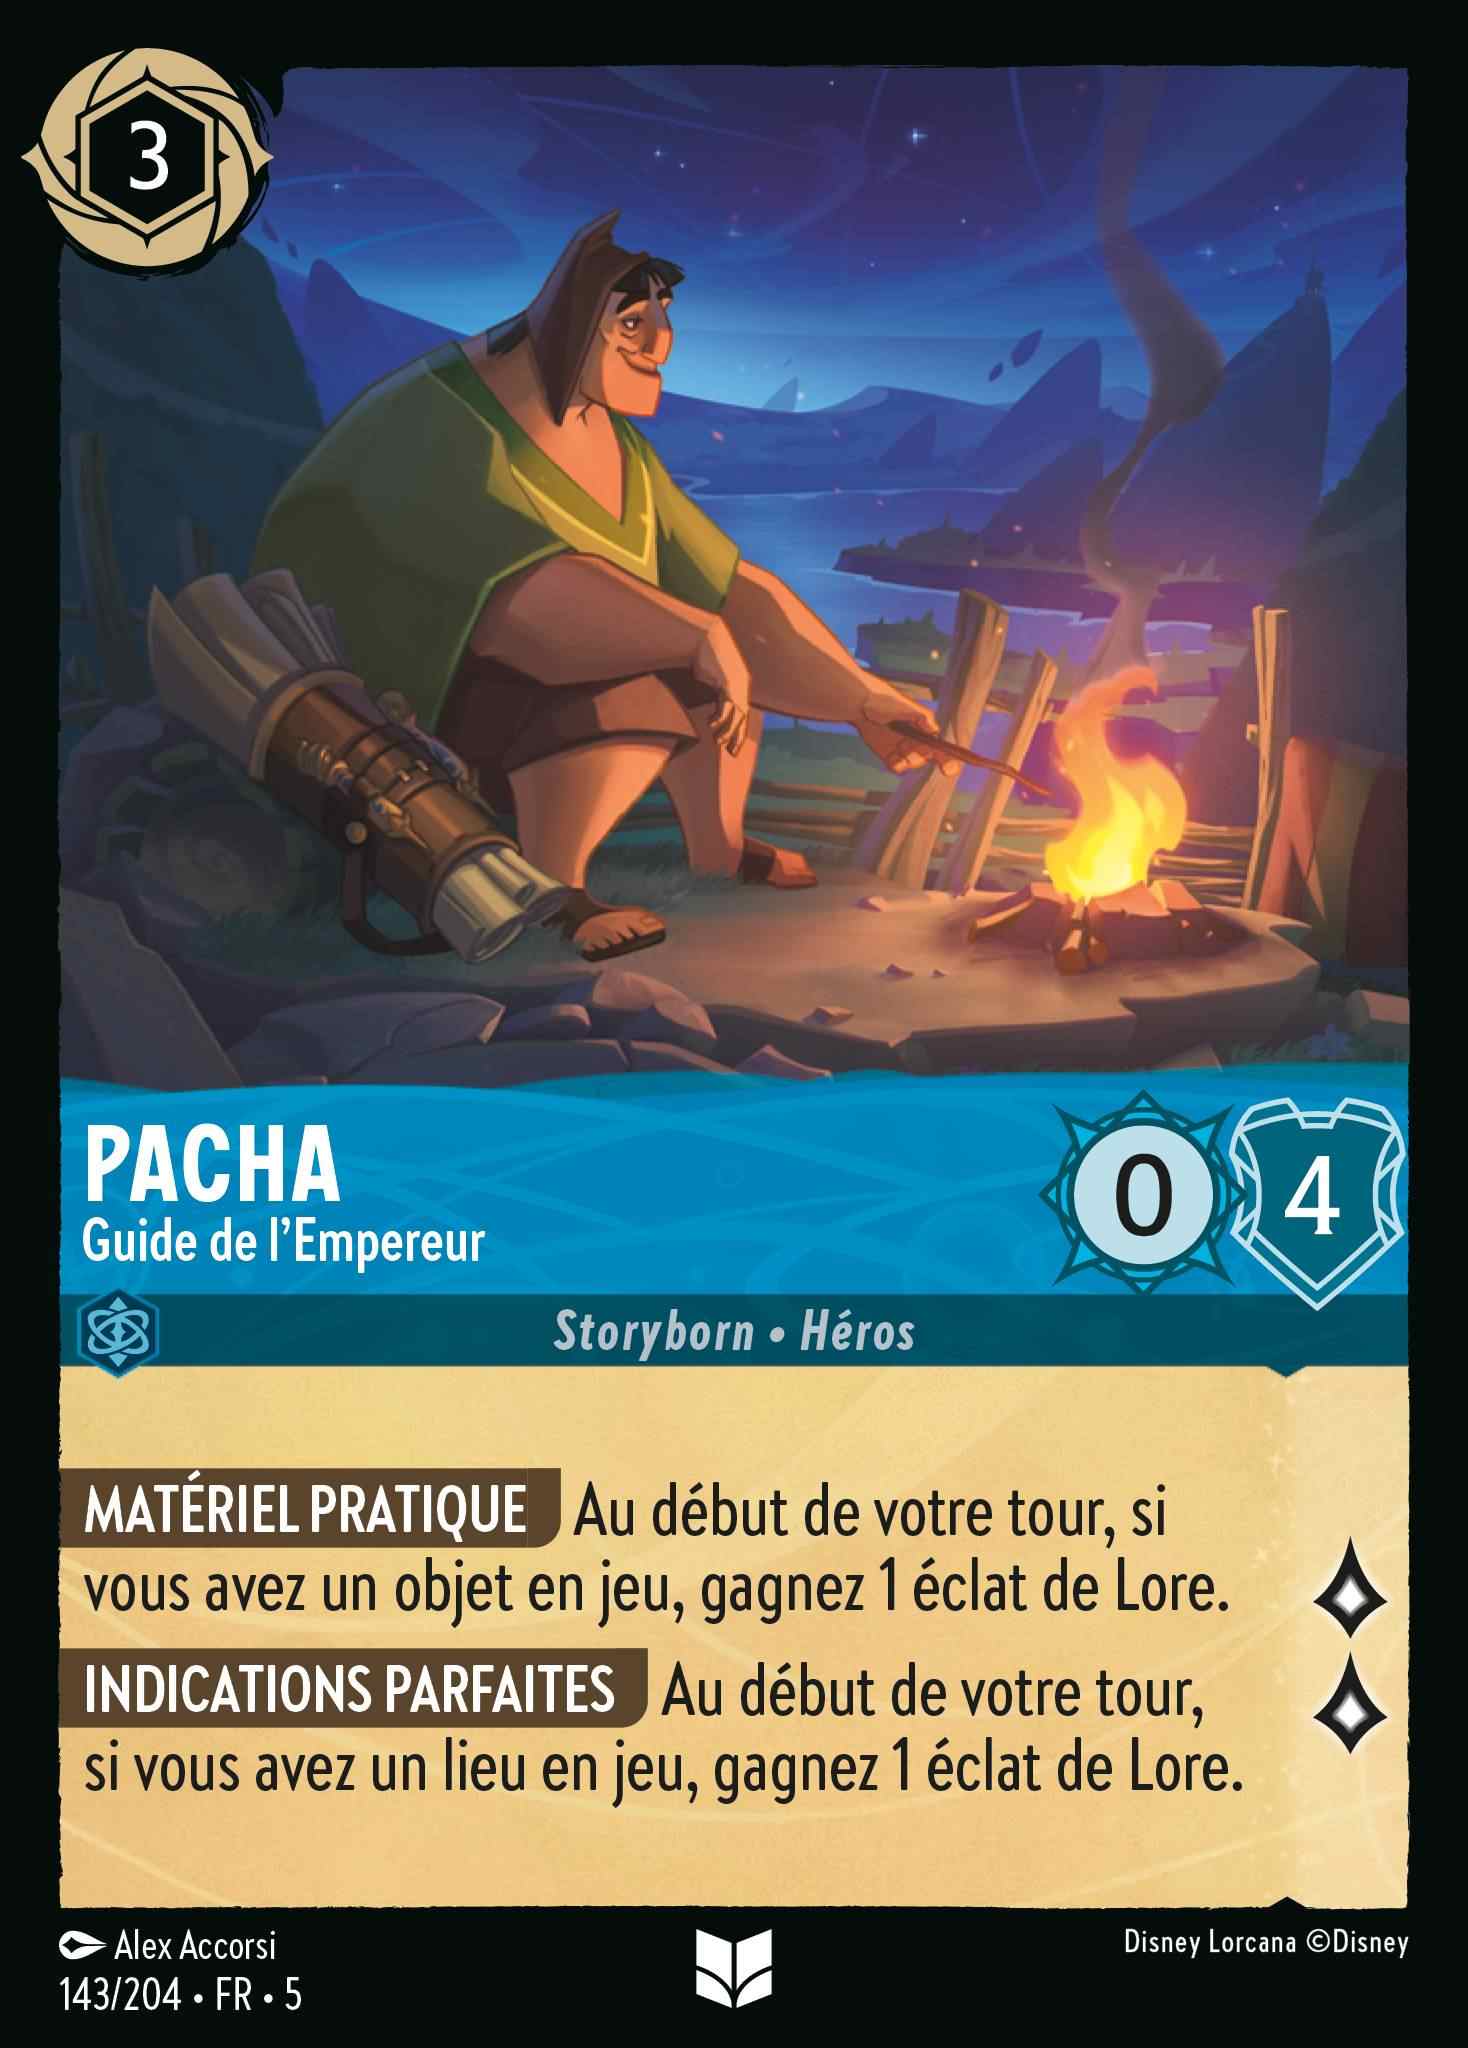 3
PACHA
Guide de l'Empereur
0
4
Storyborn • Héros
MATÉRIEL PRATIQUE Au début de votre tour, si
vous avez un objet en jeu, gagnez 1 éclat de Lore.
INDICATIONS PARFAITES Au début de votre tour,
si vous avez un lieu en jeu, gagnez 1 éclat de Lore.
Alex Accorsi
143/204 • FR • 5
Disney Lorcana ©Disney